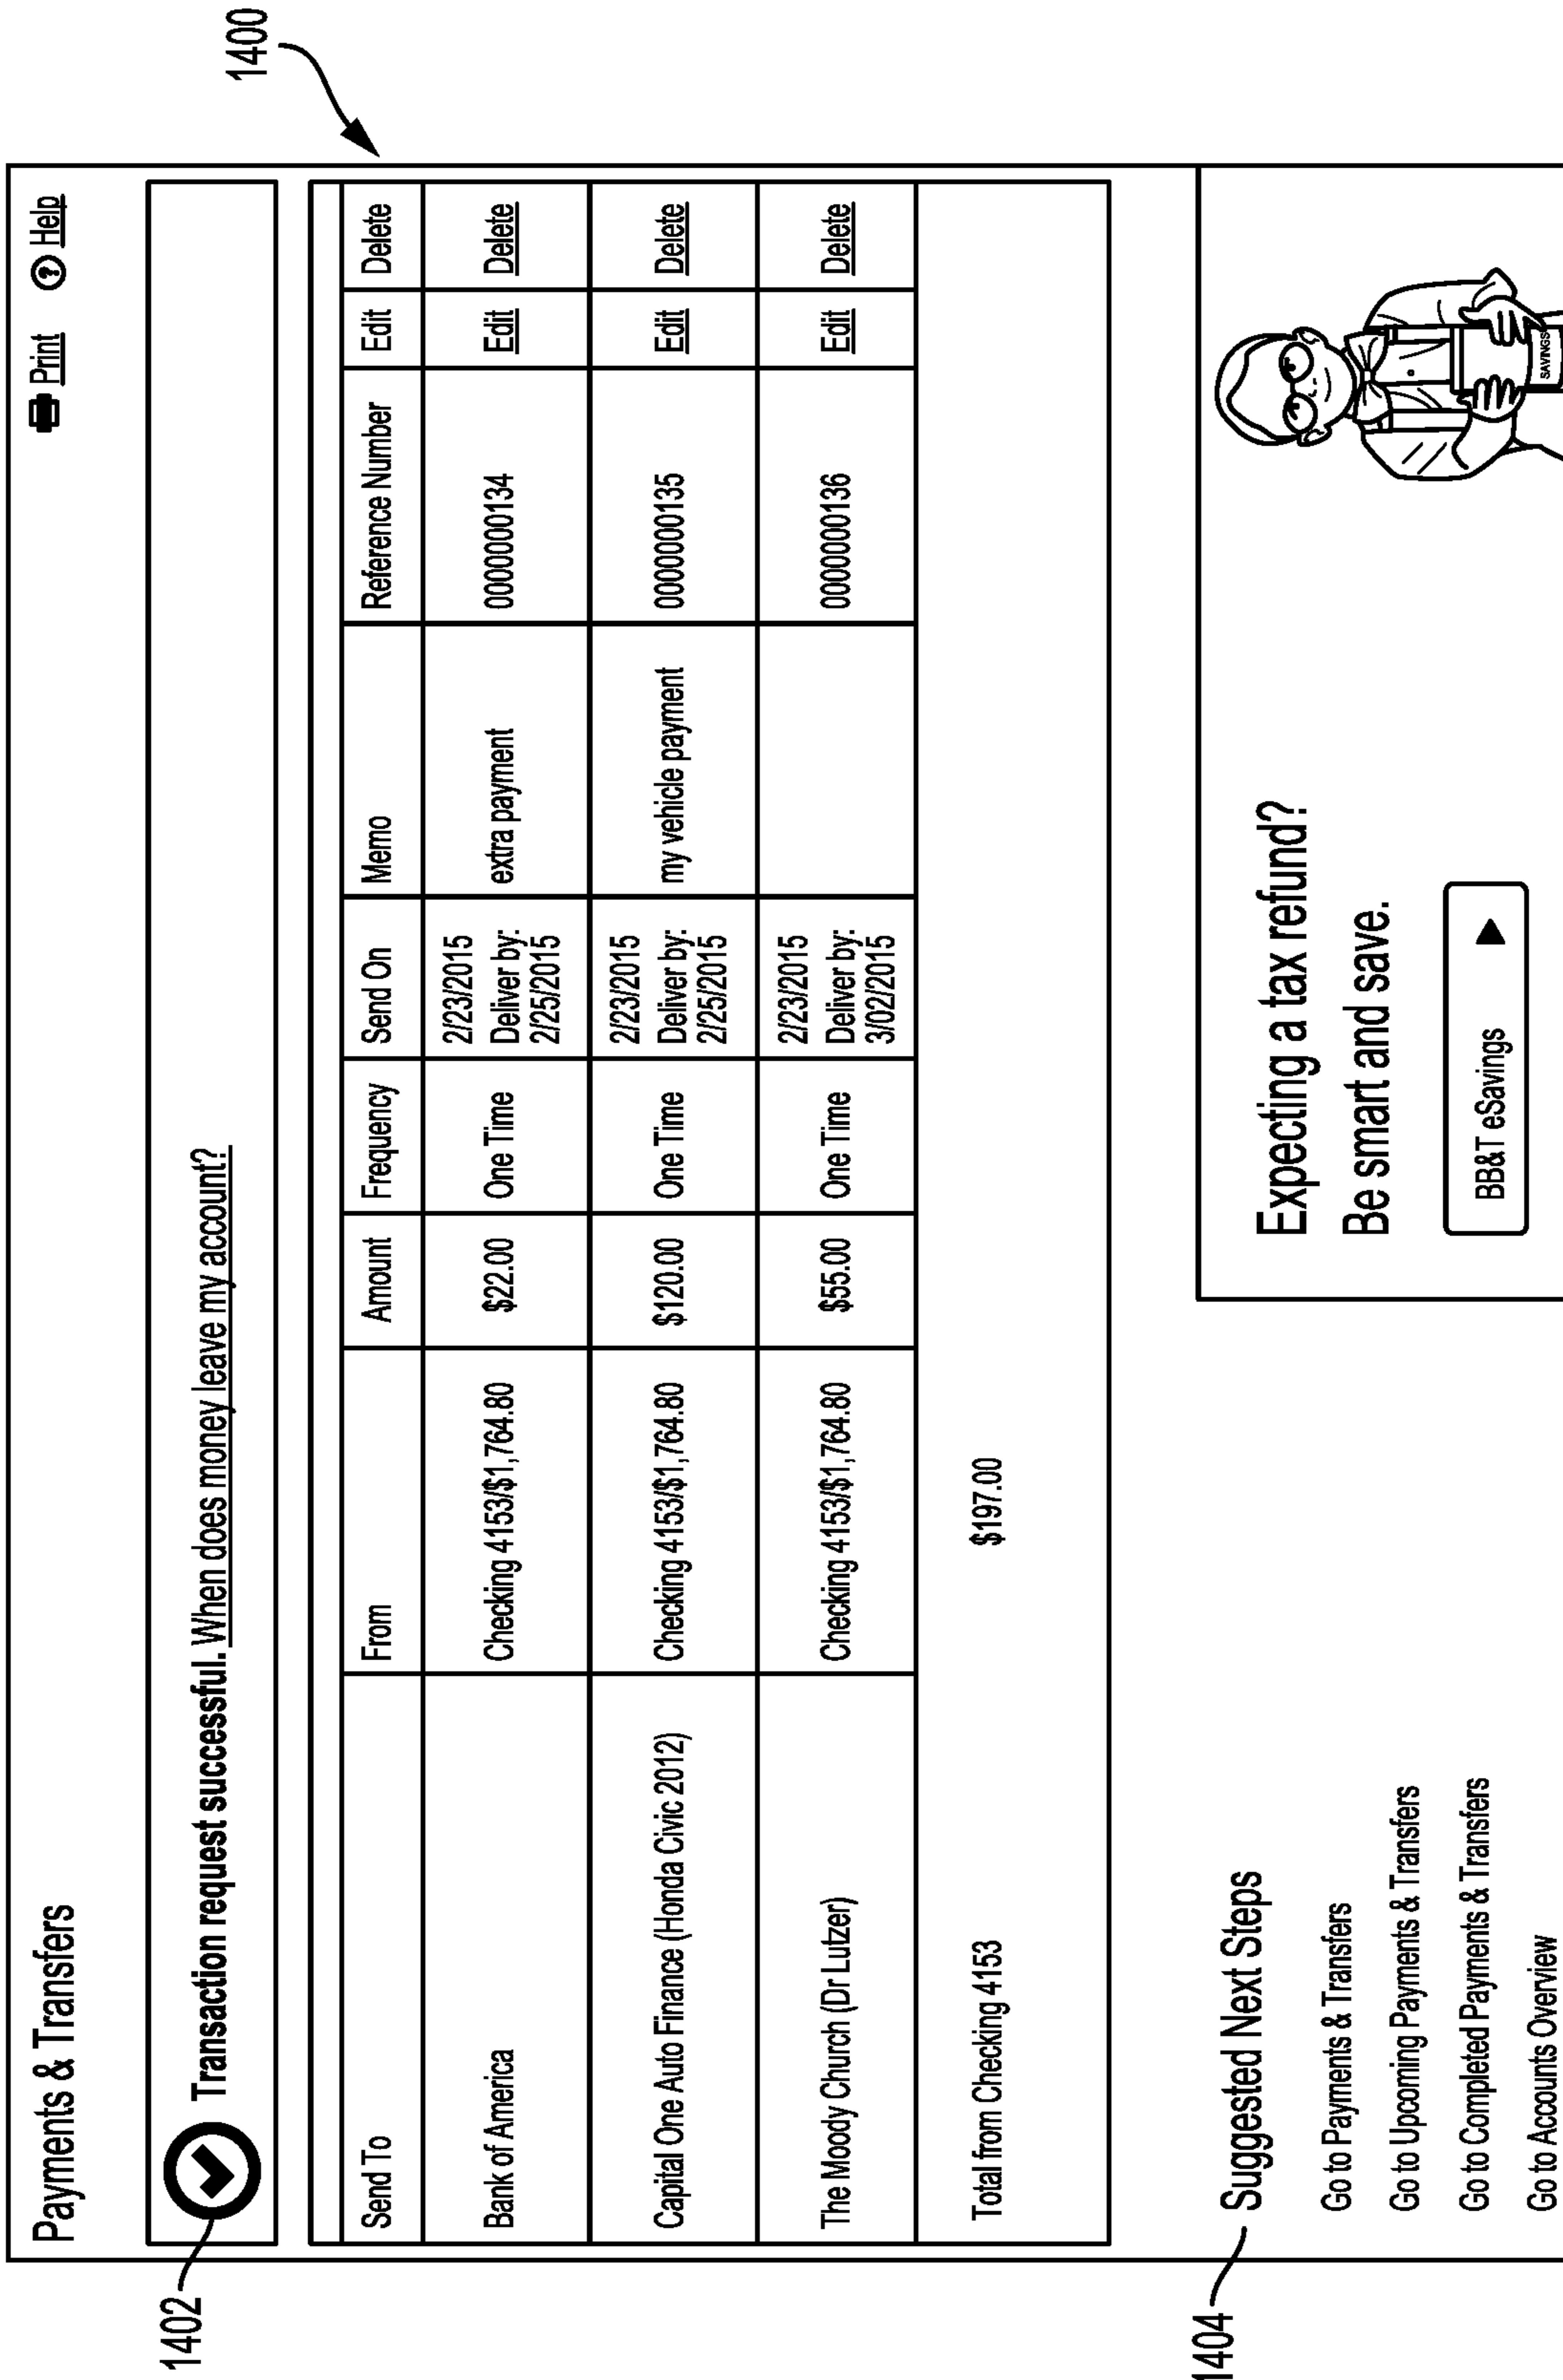 1400
Payments & Transfers
Print ? Help
1402
Transaction request successful. When does money leave my account?
Send To From Amount Frequency Send On Memo Reference Number Edit Delete
Bank of America Checking 4153/$1,764.80 $22.00 One Time 2/23/2015 Deliver by: 2/25/2015 extra payment 0000000134 Edit Delete
Capital One Auto Finance (Honda Civic 2012) Checking 4153/$1,764.80 $120.00 One Time 2/23/2015 Deliver by: 2/25/2015 my vehicle payment 0000000135 Edit Delete
The Moody Church (Dr Lutzer) Checking 4153/$1,764.80 $55.00 One Time 2/23/2015 Deliver by: 3/02/2015 0000000136 Edit Delete
Total from Checking 4153 $197.00
1404
Suggested Next Steps
Go to Payments & Transfers
Go to Upcoming Payments & Transfers
Go to Completed Payments & Transfers
Go to Accounts Overview
Expecting a tax refund?
Be smart and save.
BB&T eSavings
SAVINGS